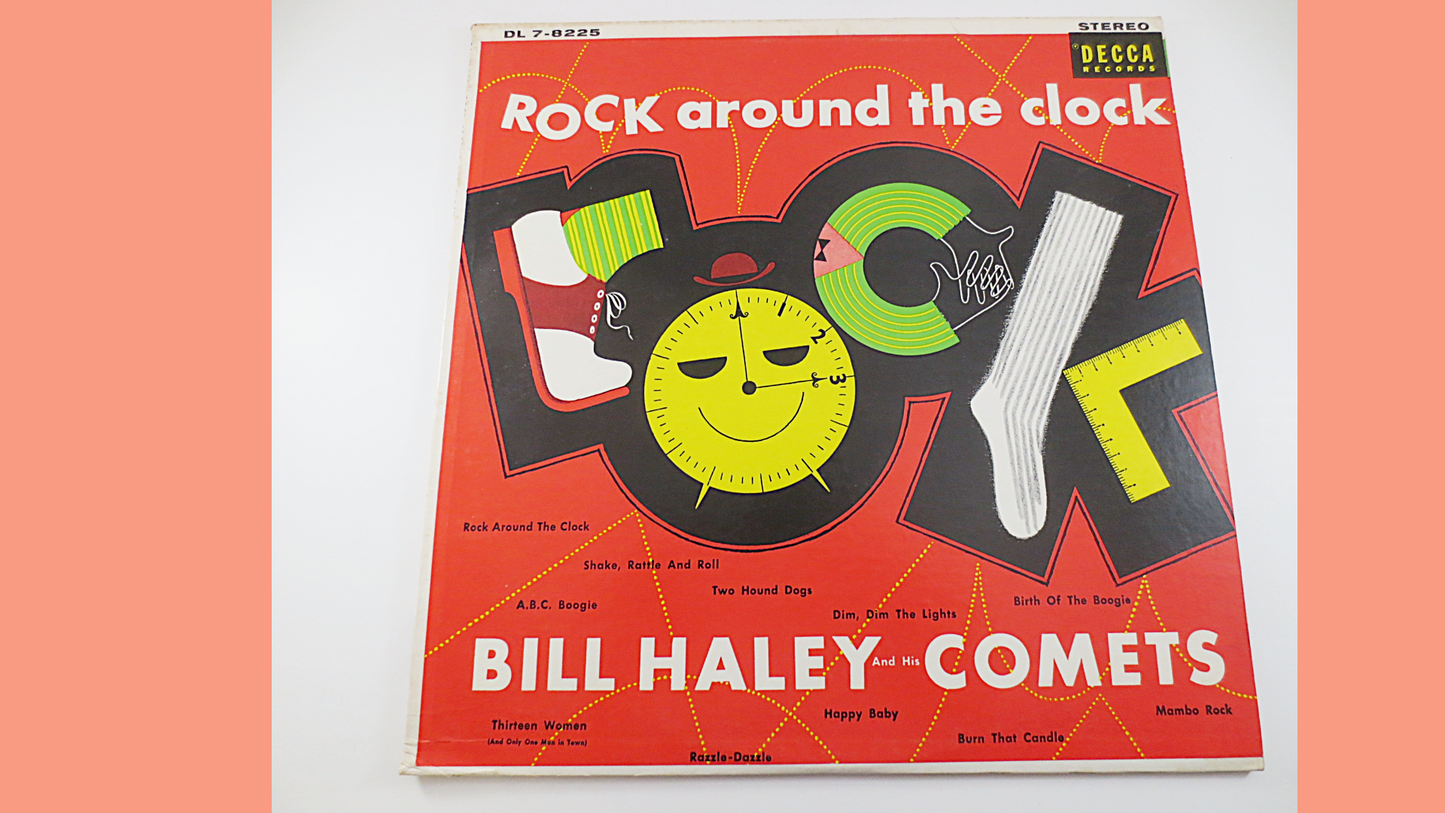 DL 7-8225
STEREO
DECCA
RECORDS
ROCK around the clock
1
2
3
Rock Around The Clock
Shake, Rattle And Roll
Two Hound Dogs
A.B.C. Boogie
Dim, Dim The Lights
Birth Of The Boogie
BILL HALEY And His COMETS
Thirteen Women
(And Only One Man in Town)
Happy Baby
Mambo Rock
Burn That Candle
Razzle-Dazzle